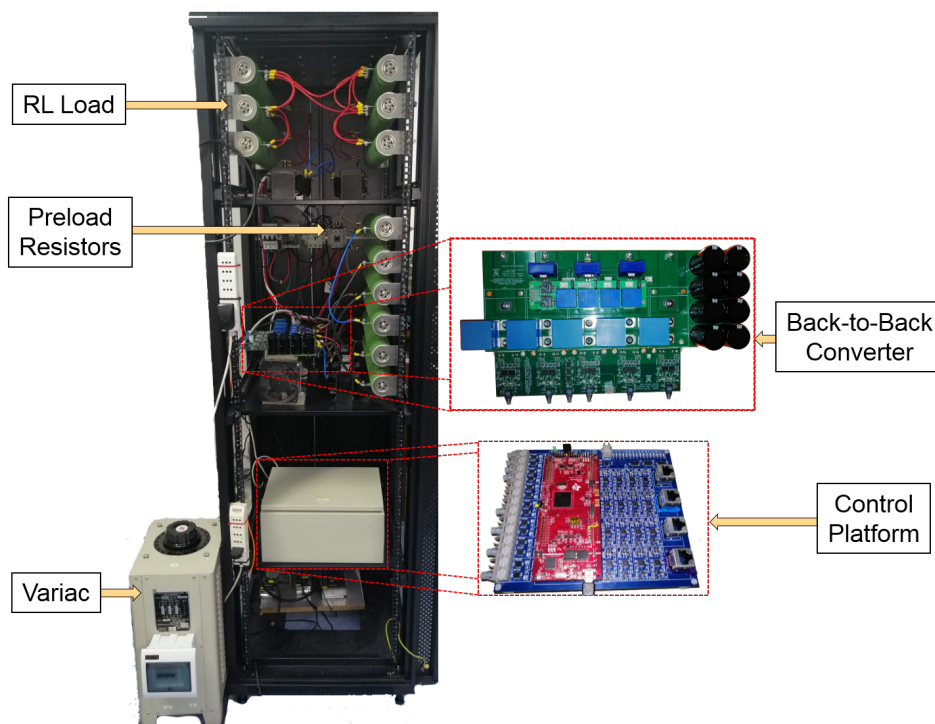 RL Load
Preload
Resistors
Back-to-Back
Converter
Control
Platform
Variac